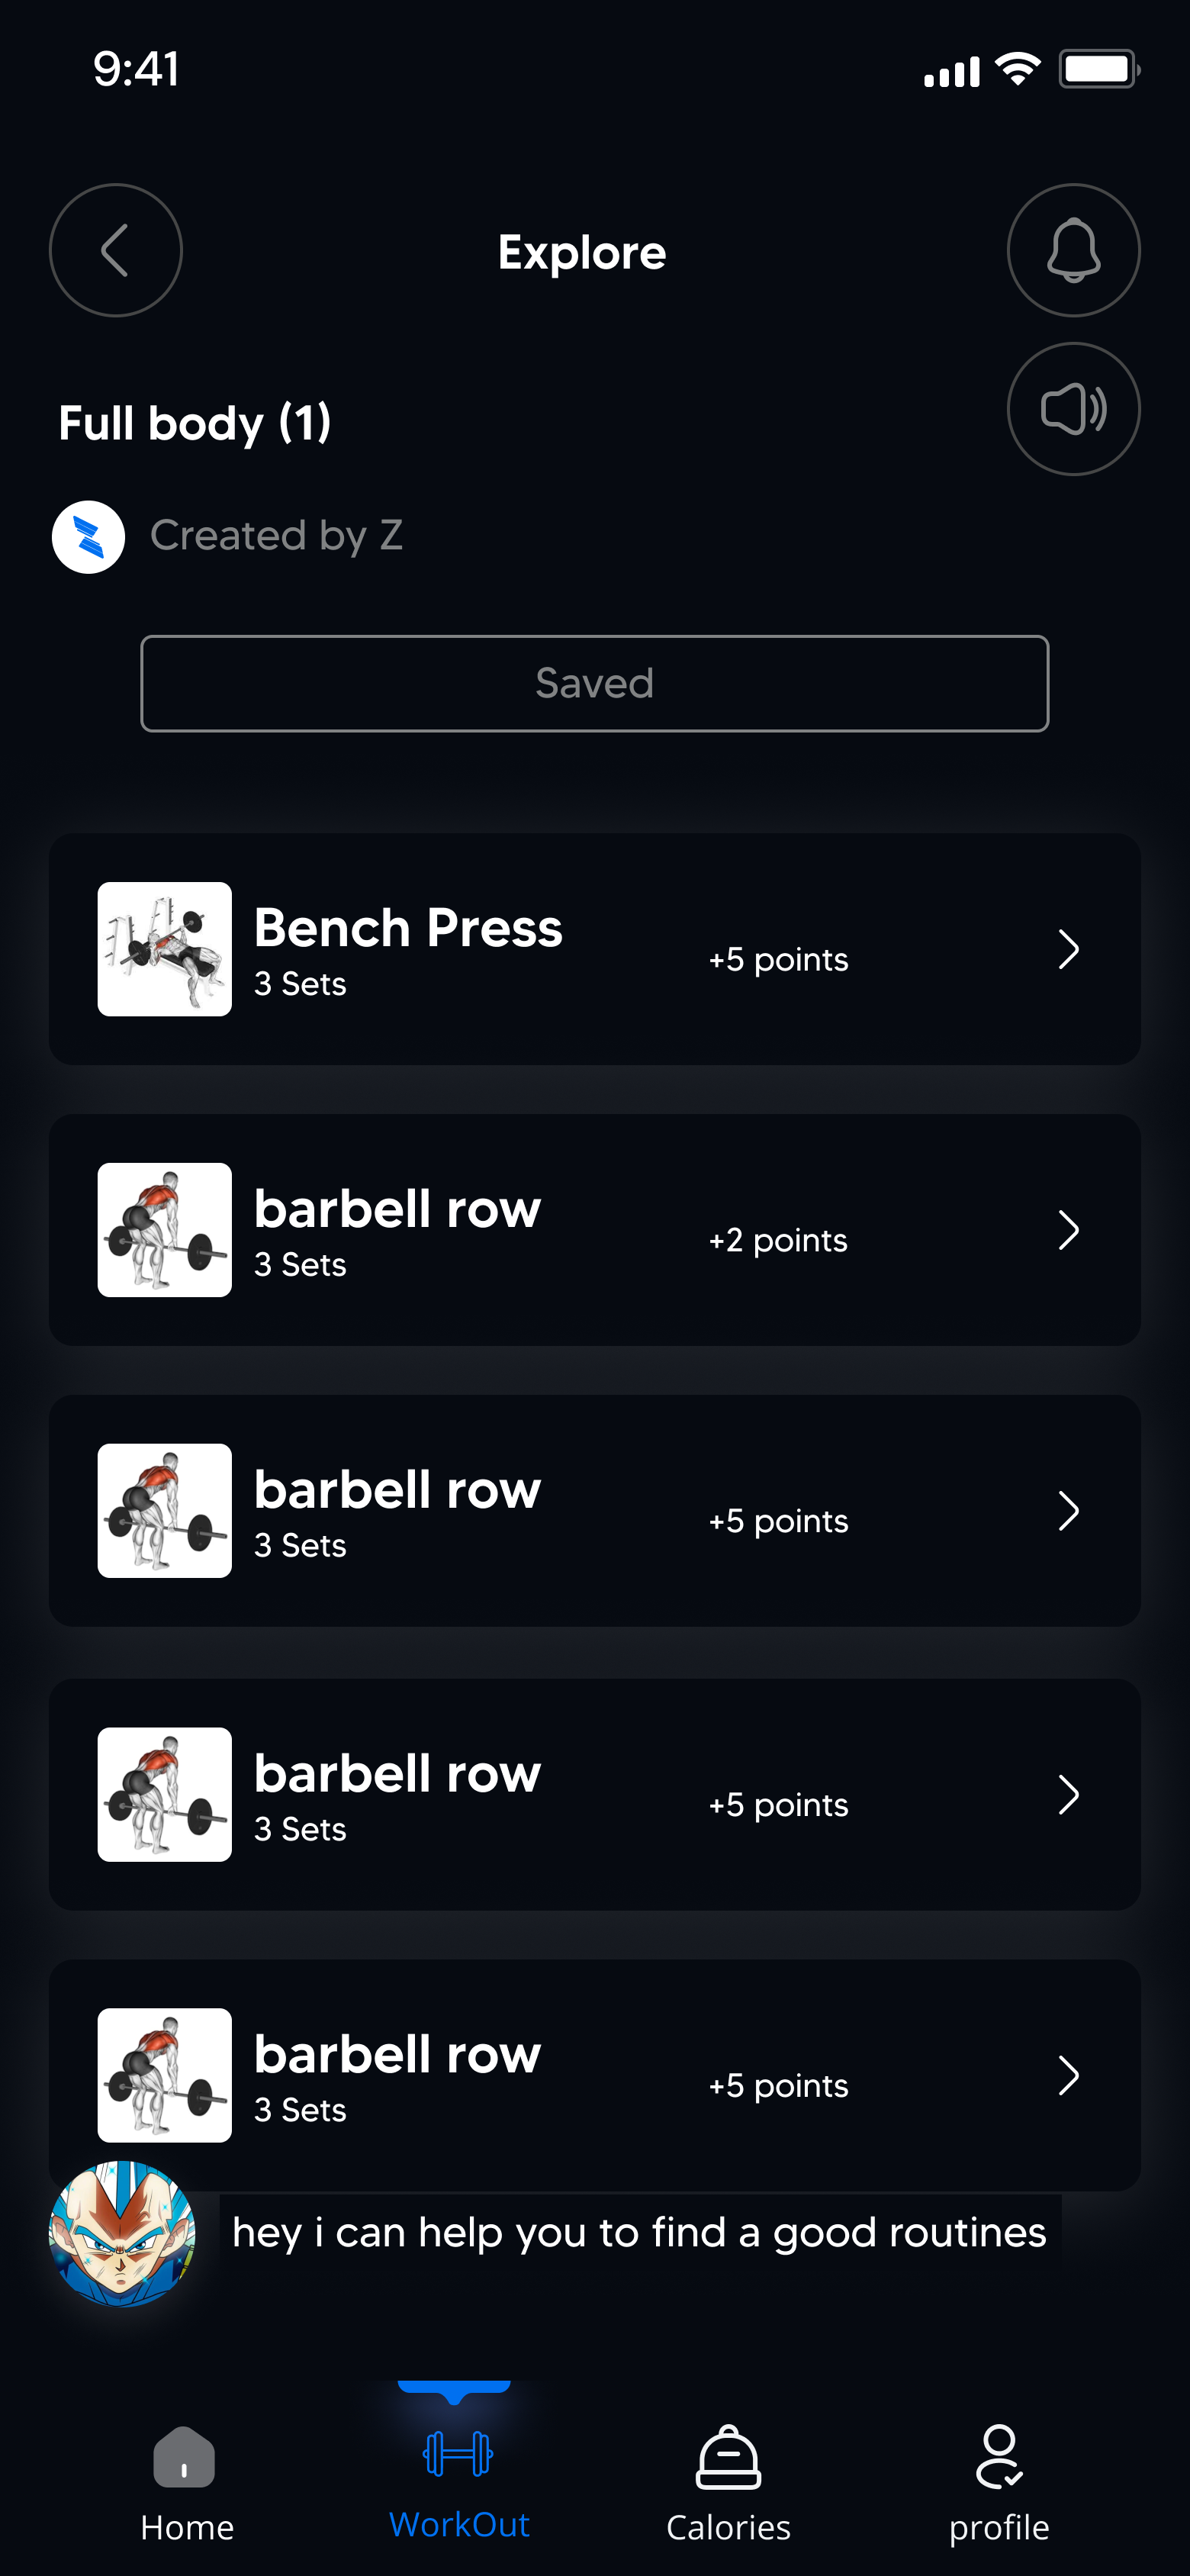 9:41
Explore
Full body (1)
Created by Z
Saved
Bench Press
3 Sets
+5 points
barbell row
3 Sets
+2 points
barbell row
3 Sets
+5 points
barbell row
3 Sets
+5 points
barbell row
3 Sets
+5 points
hey i can help you to find a good routines
Home
WorkOut
Calories
profile